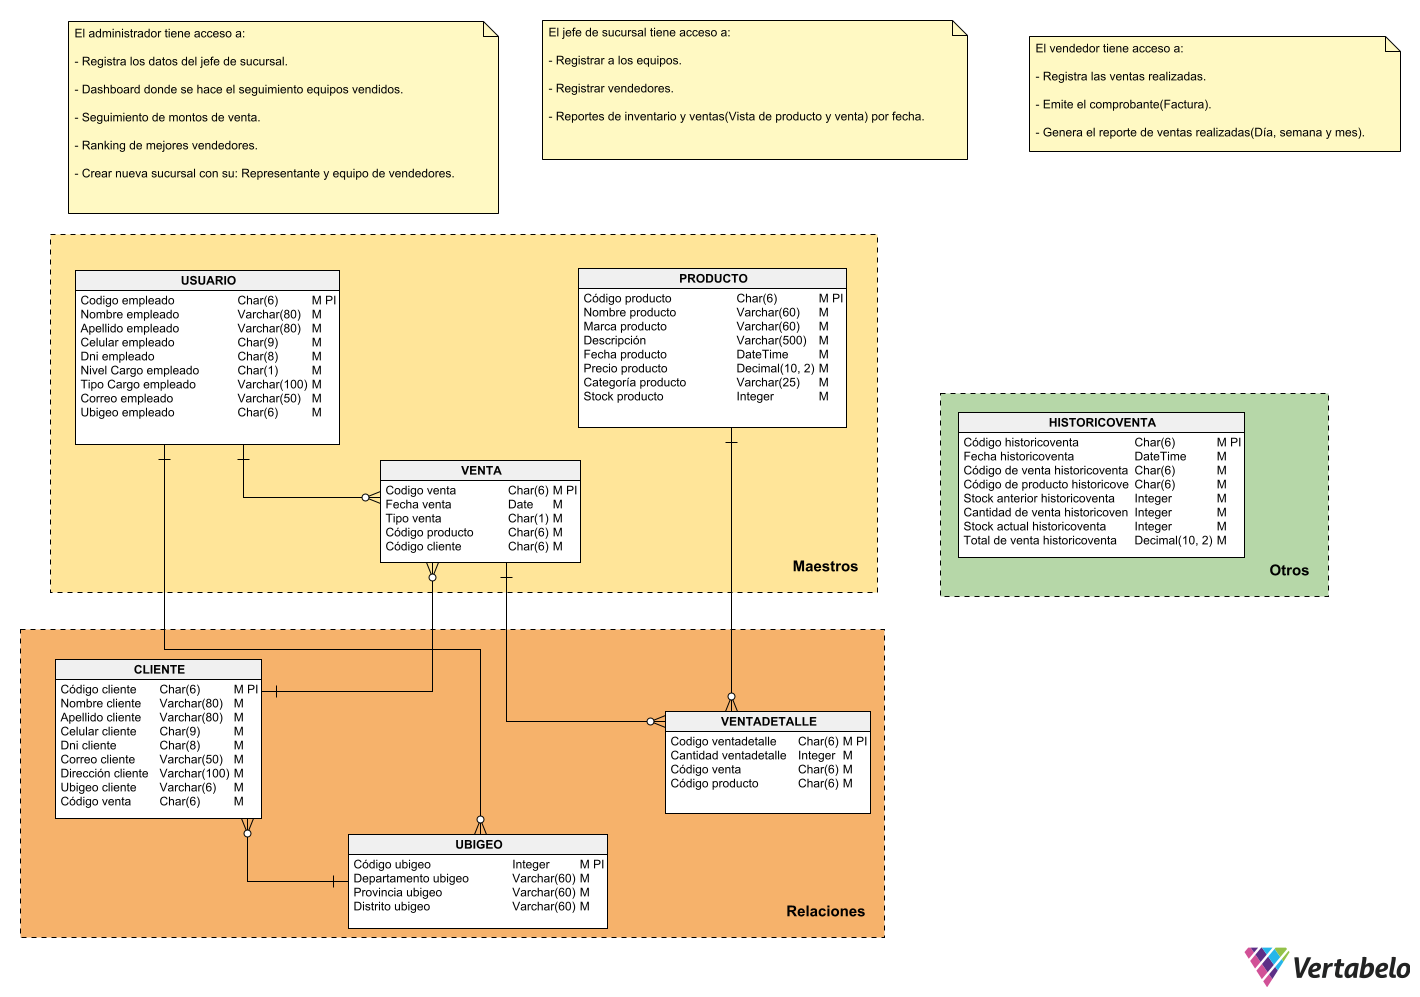 El administrador tiene acceso a:
- Registra los datos del jefe de sucursal.
- Dashboard donde se hace el seguimiento equipos vendidos.
- Seguimiento de montos de venta.
- Ranking de mejores vendedores.
- Crear nueva sucursal con su: Representante y equipo de vendedores.
El jefe de sucursal tiene acceso a:
- Registrar a los equipos.
- Registrar vendedores.
- Reportes de inventario y ventas(Vista de producto y venta) por fecha.
El vendedor tiene acceso a:
- Registra las ventas realizadas.
- Emite el comprobante(Factura).
- Genera el reporte de ventas realizadas(Día, semana y mes).
USUARIO
Codigo empleado Char(6) M PI
Nombre empleado Varchar(80) M
Apellido empleado Varchar(80) M
Celular empleado Char(9) M
Dni empleado Char(8) M
Nivel Cargo empleado Char(1) M
Tipo Cargo empleado Varchar(100) M
Correo empleado Varchar(50) M
Ubigeo empleado Char(6) M
PRODUCTO
Código producto Char(6) M PI
Nombre producto Varchar(60) M
Marca producto Varchar(60) M
Descripción Varchar(500) M
Fecha producto DateTime M
Precio producto Decimal(10, 2) M
Categoría producto Varchar(25) M
Stock producto Integer M
VENTA
Codigo venta Char(6) M PI
Fecha venta Date M
Tipo venta Char(1) M
Código producto Char(6) M
Código cliente Char(6) M
Maestros
HISTORICOVENTA
Código historicoventa Char(6) M PI
Fecha historicoventa DateTime M
Código de venta historicoventa Char(6) M
Código de producto historicove Char(6) M
Stock anterior historicoventa Integer M
Cantidad de venta historicoven Integer M
Stock actual historicoventa Integer M
Total de venta historicoventa Decimal(10, 2) M
Otros
CLIENTE
Código cliente Char(6) M PI
Nombre cliente Varchar(80) M
Apellido cliente Varchar(80) M
Celular cliente Char(9) M
Dni cliente Char(8) M
Correo cliente Varchar(50) M
Dirección cliente Varchar(100) M
Ubigeo cliente Varchar(6) M
Código venta Char(6) M
VENTADETALLE
Codigo ventadetalle Char(6) M PI
Cantidad ventadetalle Integer M
Código venta Char(6) M
Código producto Char(6) M
UBIGEO
Código ubigeo Integer M PI
Departamento ubigeo Varchar(60) M
Provincia ubigeo Varchar(60) M
Distrito ubigeo Varchar(60) M
Relaciones
Vertabelo